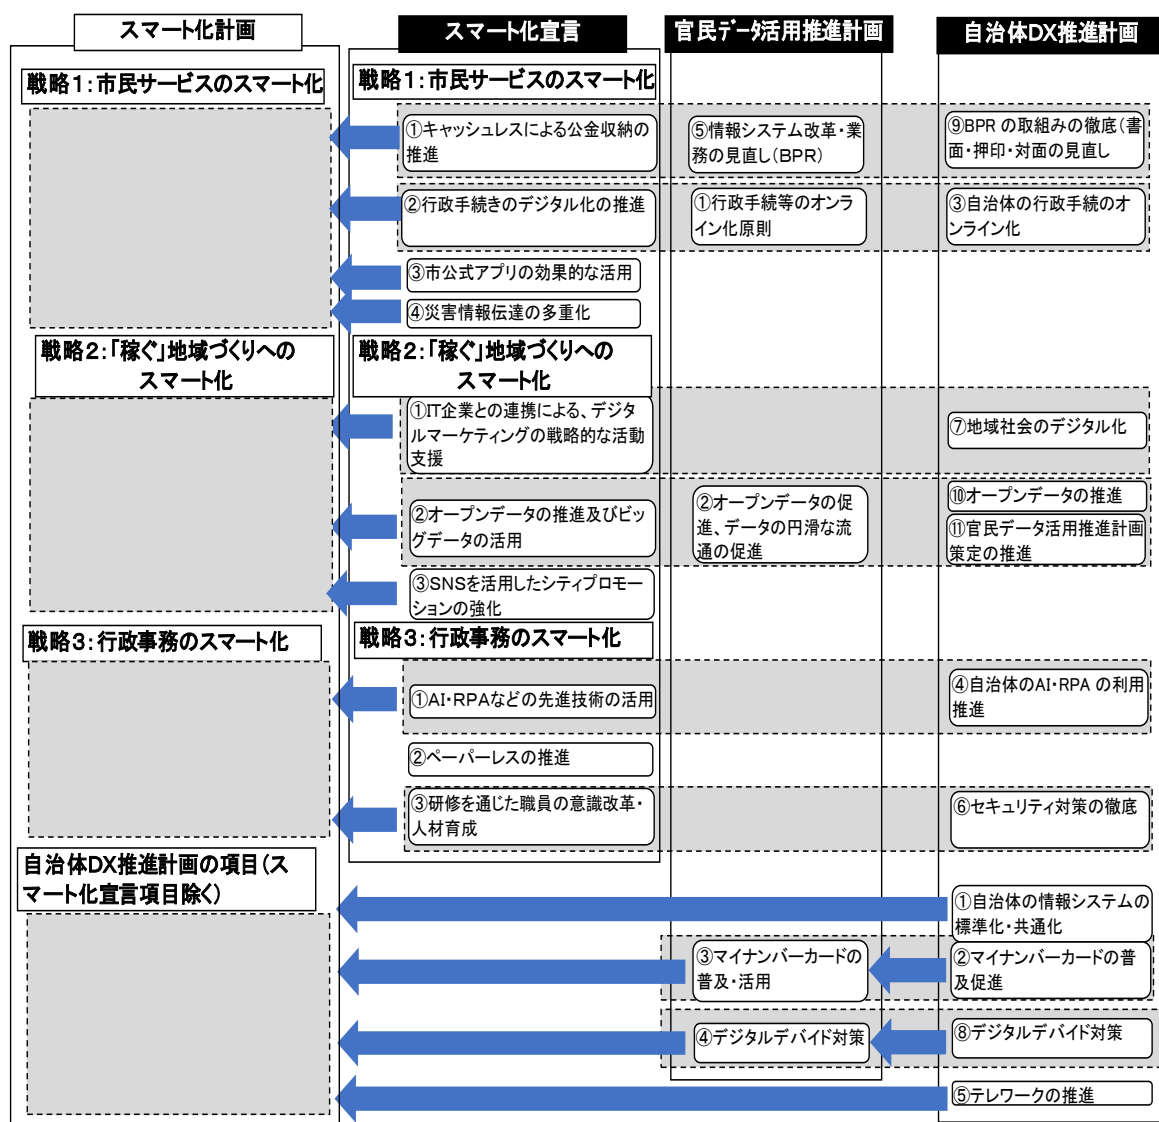 スマート化計画
スマート化宣言
官民データ活用推進計画
自治体DX推進計画
戦略1：市民サービスのスマート化
戦略1：市民サービスのスマート化
①キャッシュレスによる公金収納の
推進
⑤情報システム改革・業
務の見直し（BPR）
⑨BPR の取組みの徹底（書
面・押印・対面の見直し
②行政手続きのデジタル化の推進
①行政手続等のオンラ
イン化原則
③自治体の行政手続のオ
ンライン化
③市公式アプリの効果的な活用
④災害情報伝達の多重化
戦略2：「稼ぐ」地域づくりへの
スマート化
戦略2：「稼ぐ」地域づくりへの
スマート化
①IT企業との連携による、デジタ
ルマーケティングの戦略的な活動
支援
⑦地域社会のデジタル化
②オープンデータの推進及びビッ
グデータの活用
②オープンデータの促
進、データの円滑な流
通の促進
⑩オープンデータの推進
⑪官民データ活用推進計画
策定の推進
③SNSを活用したシティプロモー
ションの強化
戦略3：行政事務のスマート化
戦略3：行政事務のスマート化
①AI・RPAなどの先進技術の活用
④自治体のAI・RPA の利用
推進
②ペーパーレスの推進
③研修を通じた職員の意識改革・
人材育成
⑥セキュリティ対策の徹底
自治体DX推進計画の項目（ス
マート化宣言項目除く）
①自治体の情報システムの
標準化・共通化
③マイナンバーカードの
普及・活用
②マイナンバーカードの普
及促進
④デジタルデバイド対策
⑧デジタルデバイド対策
⑤テレワークの推進